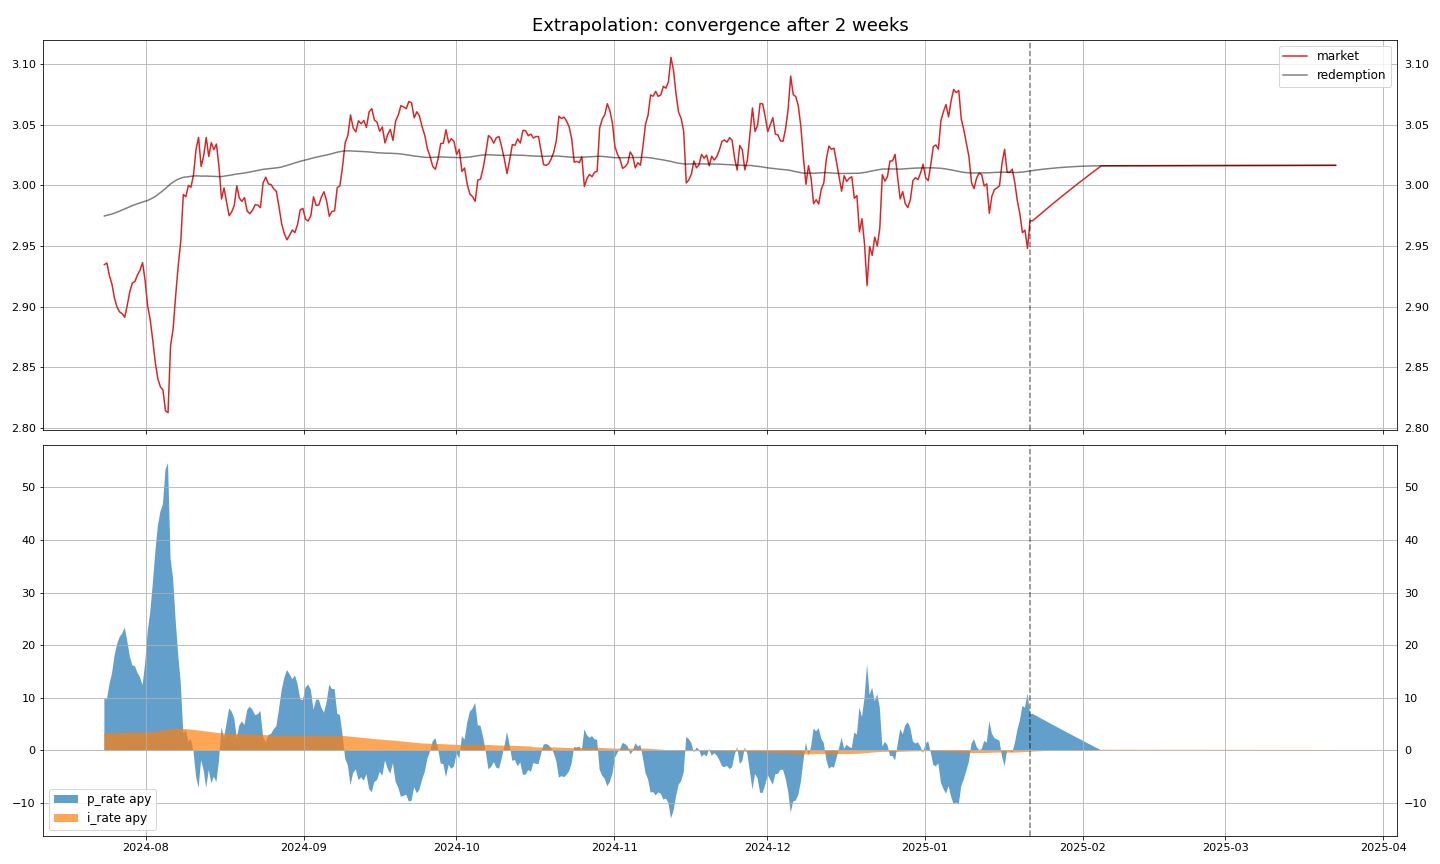 Extrapolation: convergence after 2 weeks
market
redemption
3.10 3.10
3.05 3.05
3.00 3.00
2.95 2.95
2.90 2.90
2.85 2.85
2.80 2.80
50 50
40 40
30 30
20 20
10 10
0 0
−10 −10
p_rate apy
i_rate apy
2024-08 2024-09 2024-10 2024-11 2024-12 2025-01 2025-02 2025-03 2025-04